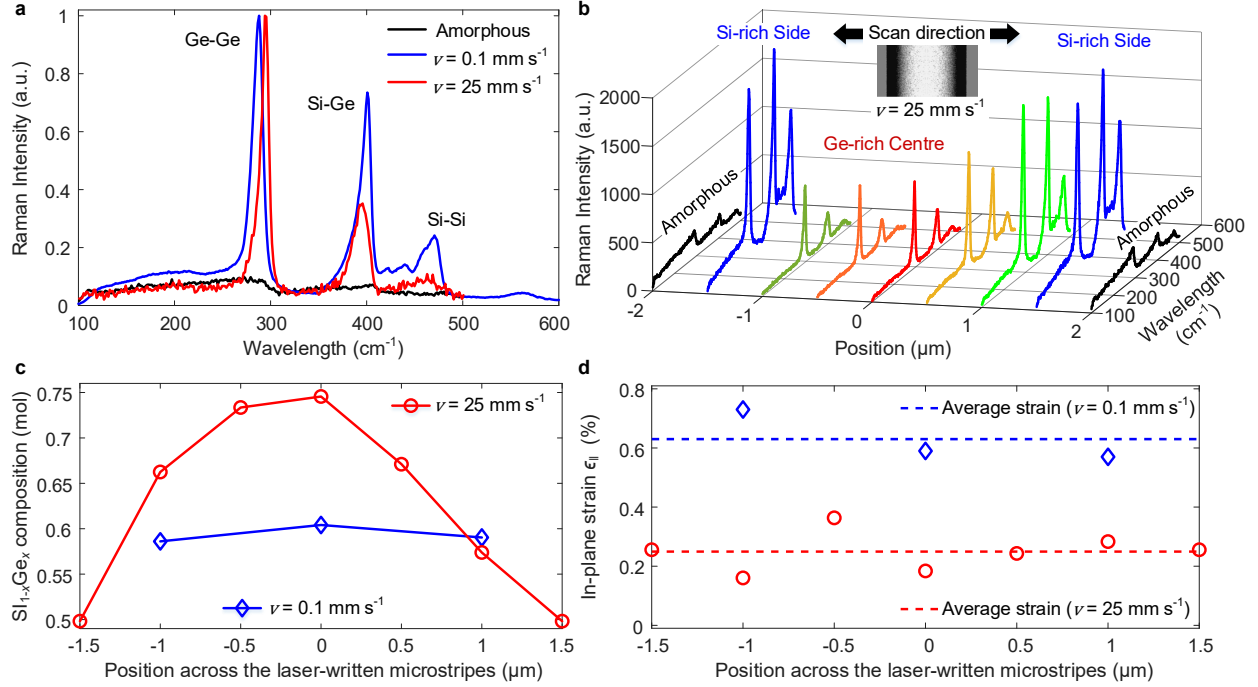 a
Raman Intensity (a.u.)
1
0.8
0.6
0.4
0.2
0
100
200
300
400
500
600
Wavelength (cm⁻¹)
Ge-Ge
Si-Ge
Si-Si
Amorphous
v = 0.1 mm s⁻¹
v = 25 mm s⁻¹
b
Si-rich Side
Scan direction
Si-rich Side
v = 25 mm s⁻¹
Ge-rich Centre
Amorphous
Amorphous
Raman Intensity (a.u.)
2000
1500
1000
500
0
-2
-1
0
1
2
Position (µm)
100
200
300
400
500
600
Wavelength
(cm⁻¹)
c
SI₁₋ₓGeₓ composition (mol)
0.75
0.7
0.65
0.6
0.55
0.5
-1.5
-1
-0.5
0
0.5
1
1.5
Position across the laser-written microstripes (µm)
v = 25 mm s⁻¹
v = 0.1 mm s⁻¹
d
In-plane strain ϵ_II (%)
0.8
0.6
0.4
0.2
0
-1.5
-1
-0.5
0
0.5
1
1.5
Position across the laser-written microstripes (µm)
Average strain (v = 0.1 mm s⁻¹)
Average strain (v = 25 mm s⁻¹)